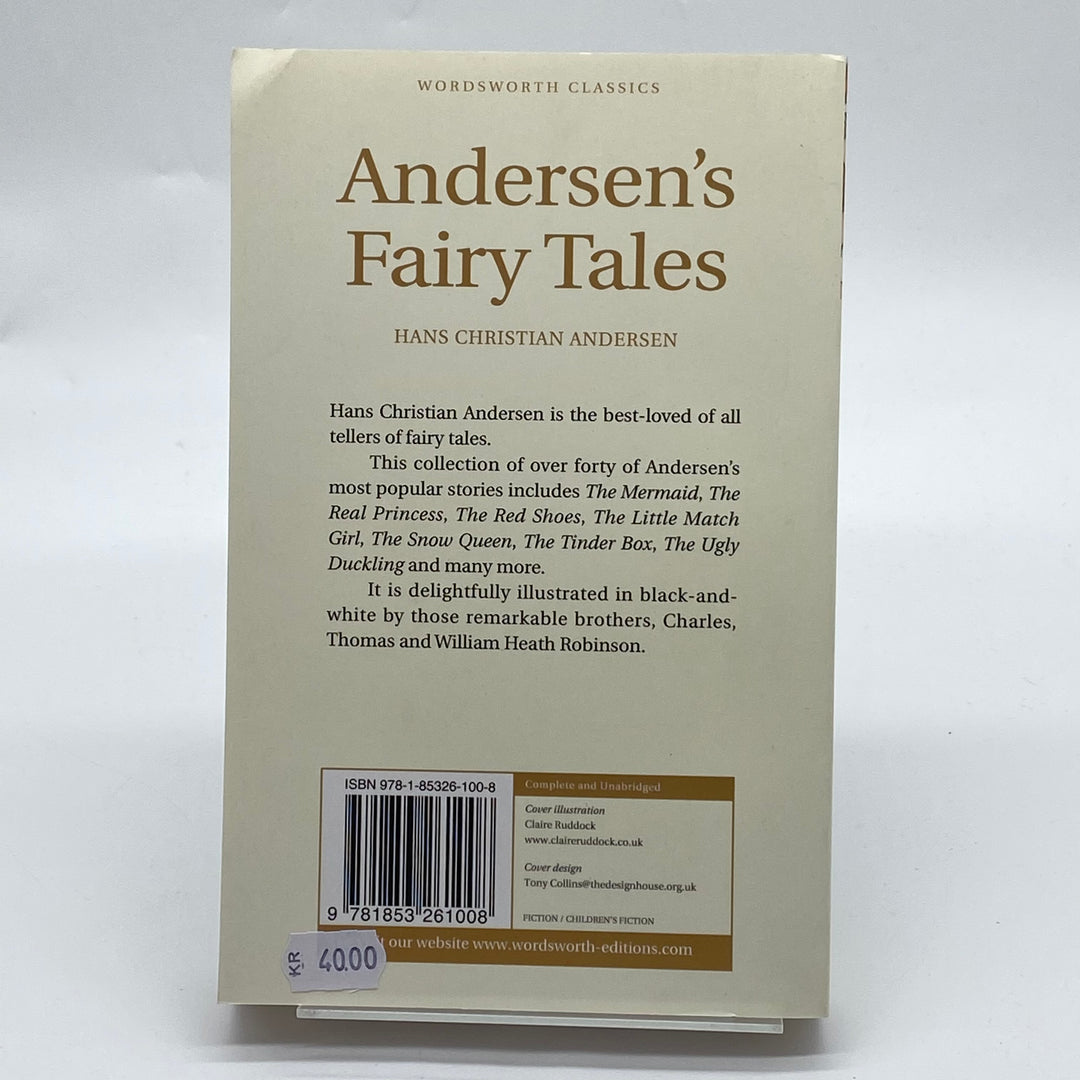 WORDSWORTH CLASSICS
Andersen's
Fairy Tales
HANS CHRISTIAN ANDERSEN
Hans Christian Andersen is the best-loved of all
tellers of fairy tales.
This collection of over forty of Andersen's
most popular stories includes The Mermaid, The
Real Princess, The Red Shoes, The Little Match
Girl, The Snow Queen, The Tinder Box, The Ugly
Duckling and many more.
It is delightfully illustrated in black-and-
white by those remarkable brothers, Charles,
Thomas and William Heath Robinson.
ISBN 978-1-85326-100-8
9 781853 261008
Complete and Unabridged
Cover illustration
Claire Ruddock
www.claireruddock.co.uk
Cover design
Tony Collins@thedesignhouse.org.uk
FICTION / CHILDREN'S FICTION
our website www.wordsworth-editions.com
KR 40.00